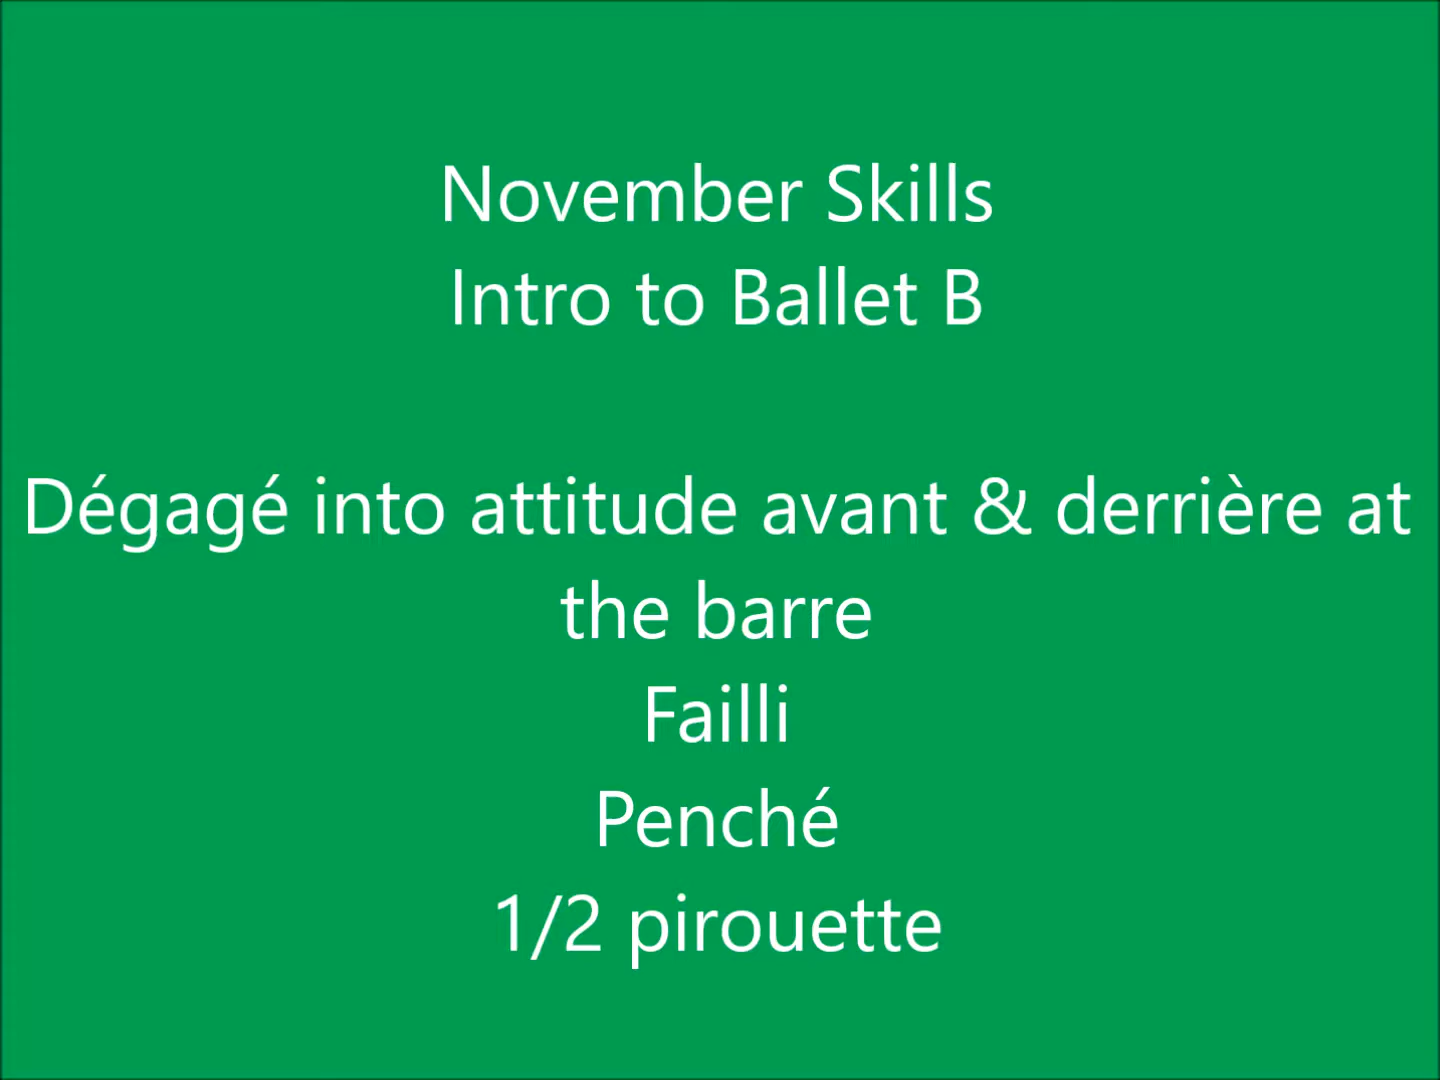 November Skills
Intro to Ballet B
Dégagé into attitude avant & derrière at
the barre
Failli
Penché
1/2 pirouette